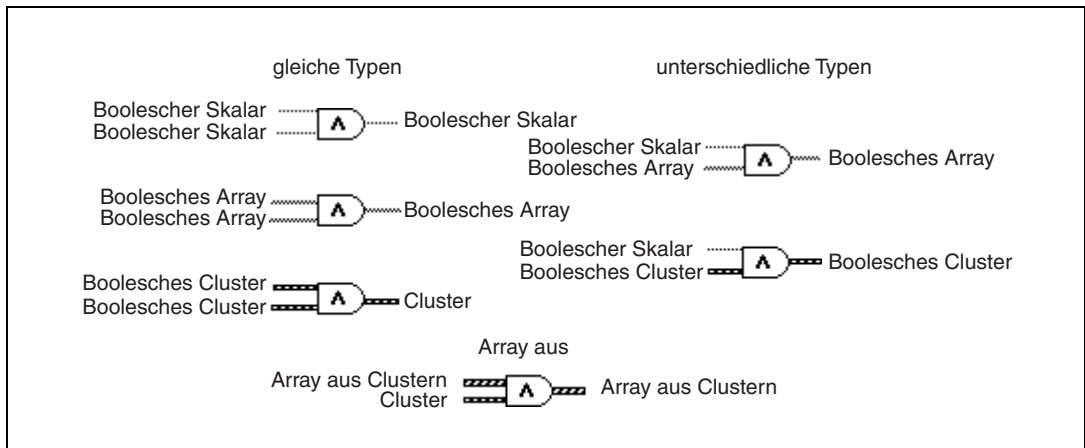 gleiche Typen
unterschiedliche Typen
Boolescher Skalar
Boolescher Skalar
Boolescher Skalar
Boolesches Array
Boolesches Array
Boolesches Array
Boolesches Cluster
Boolesches Cluster
Cluster
Boolescher Skalar
Boolesches Array
Boolesches Array
Boolescher Skalar
Boolesches Cluster
Boolesches Cluster
Array aus
Array aus Clustern
Cluster
Array aus Clustern